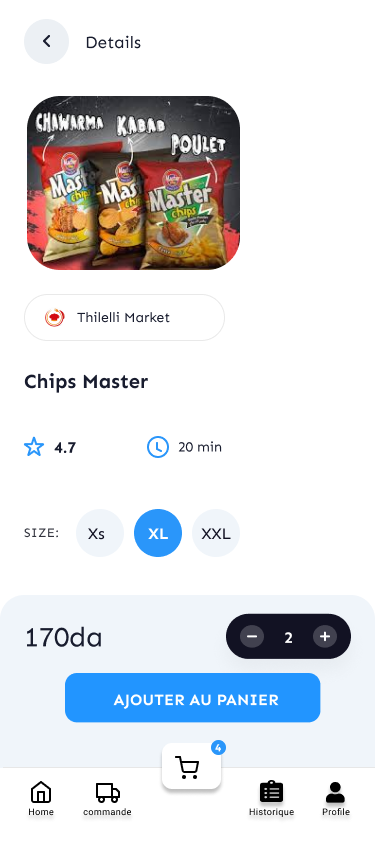 Details
CHAWARMA KABAB POULET
Master Master Master
chips chips chips
Thilelli Market
Chips Master
4.7 20 min
SIZE: Xs XL XXL
170da 2
AJOUTER AU PANIER
4
Home commande Historique Profile